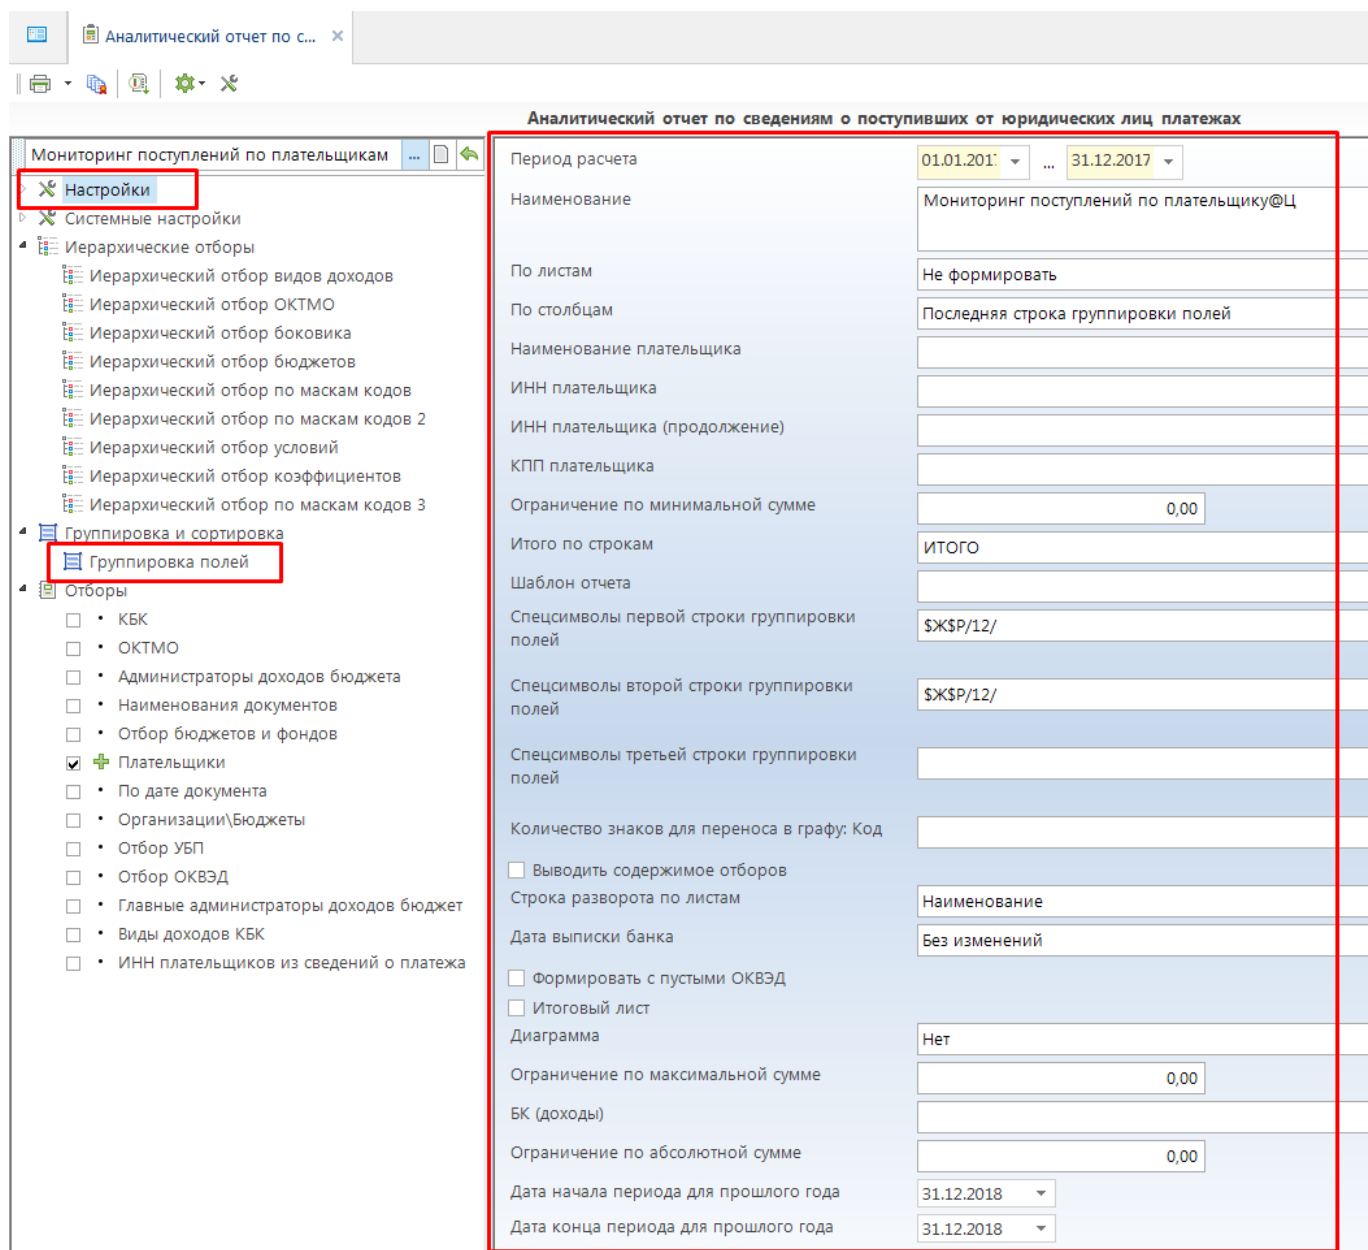 Аналитический отчет по с...
Аналитический отчет по сведениям о поступивших от юридических лиц платежах
Мониторинг поступлений по плательщикам ...
Настройки
Системные настройки
Иерархические отборы
Иерархический отбор видов доходов
Иерархический отбор ОКТМО
Иерархический отбор боковика
Иерархический отбор бюджетов
Иерархический отбор по маскам кодов
Иерархический отбор по маскам кодов 2
Иерархический отбор условий
Иерархический отбор коэффициентов
Иерархический отбор по маскам кодов 3
Группировка и сортировка
Группировка полей
Отборы
КБК
ОКТМО
Администраторы доходов бюджета
Наименования документов
Отбор бюджетов и фондов
Плательщики
По дате документа
Организации\Бюджеты
Отбор УБП
Отбор ОКВЭД
Главные администраторы доходов бюджет
Виды доходов КБК
ИНН плательщиков из сведений о платежа
Период расчета 01.01.201 ... 31.12.2017
Наименование Мониторинг поступлений по плательщику@Ц
По листам Не формировать
По столбцам Последняя строка группировки полей
Наименование плательщика
ИНН плательщика
ИНН плательщика (продолжение)
КПП плательщика
Ограничение по минимальной сумме 0,00
Итого по строкам ИТОГО
Шаблон отчета
Спецсимволы первой строки группировки
полей $Ж$Р/12/
Спецсимволы второй строки группировки
полей $Ж$Р/12/
Спецсимволы третьей строки группировки
полей
Количество знаков для переноса в графу: Код
Выводить содержимое отборов
Строка разворота по листам Наименование
Дата выписки банка Без изменений
Формировать с пустыми ОКВЭД
Итоговый лист
Диаграмма Нет
Ограничение по максимальной сумме 0,00
БК (доходы)
Ограничение по абсолютной сумме 0,00
Дата начала периода для прошлого года 31.12.2018
Дата конца периода для прошлого года 31.12.2018